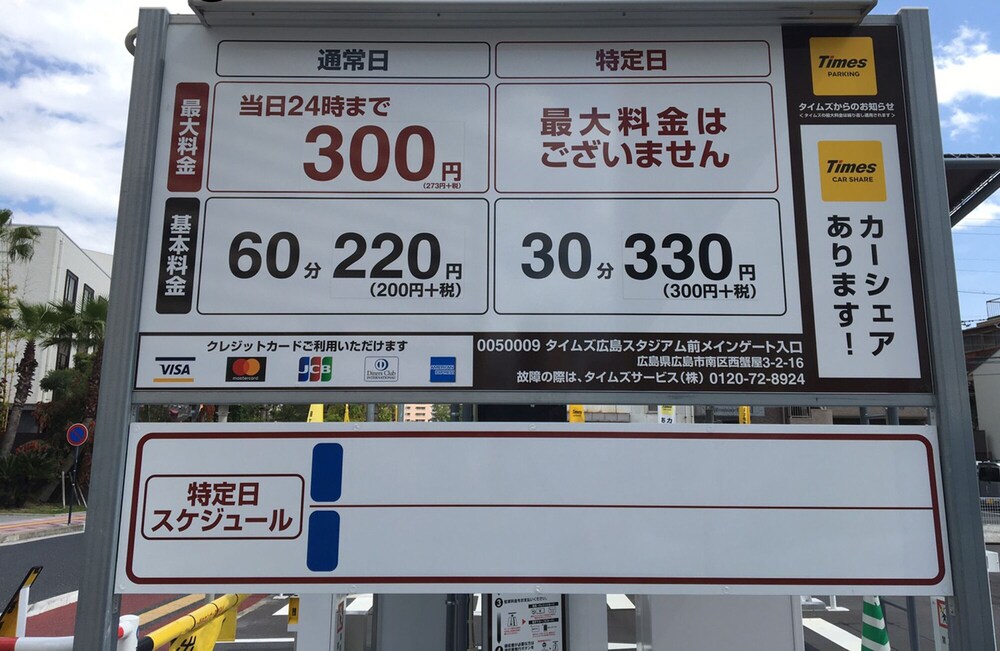 通常日
特定日
最大料金
当日24時まで
300円
(273円+税)
最大料金は
ございません
基本料金
60分 220円
(200円+税)
30分 330円
(300円+税)
クレジットカードご利用いただけます
VISA
mastercard
JCB
Diners Club
INTERNATIONAL
0050009 タイムズ広島スタジアム前メインゲート入口
広島県広島市南区西蟹屋3-2-16
故障の際は、タイムズサービス(株) 0120-72-8924
Times
PARKING
タイムズからのお知らせ
Times
CAR SHARE
カーシェア
あります!
特定日
スケジュール
出